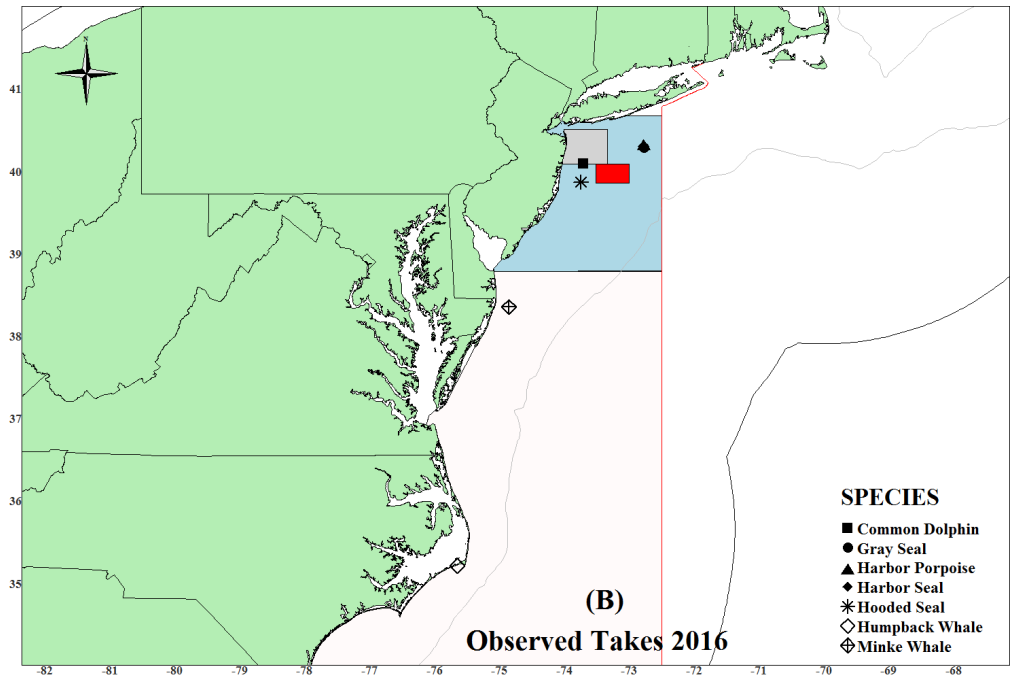 N
41
40
39
38
37
36
35
SPECIES
Common Dolphin
Gray Seal
Harbor Porpoise
Harbor Seal
Hooded Seal
Humpback Whale
Minke Whale
(B)
Observed Takes 2016
-82 -81 -80 -79 -78 -77 -76 -75 -74 -73 -72 -71 -70 -69 -68